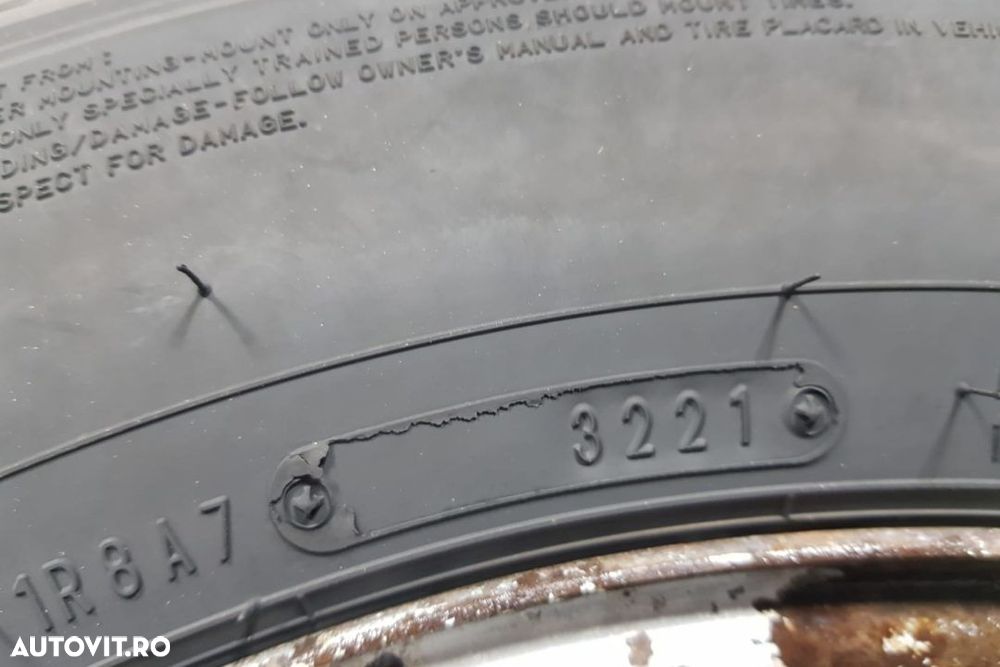 T FROM:
ER MOUNTING-MOUNT ONLY ON
ONLY SPECIALLY TRAINED PERSONS SHOULD MOUNT TIRES.
DING/DAMAGE-FOLLOW OWNER'S MANUAL AND TIRE PLACARD IN VEHI
SPECT FOR DAMAGE.
3221
1R8A7
AUTOVIT.RO